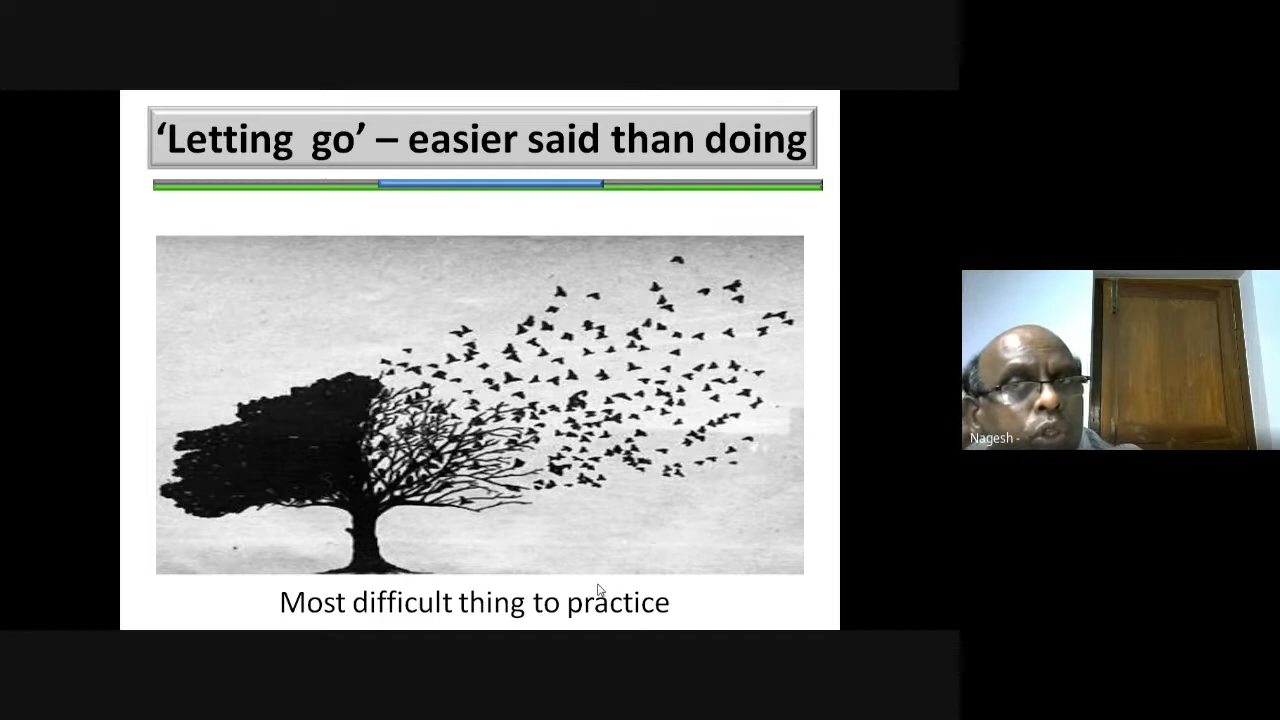 ‘Letting go’ – easier said than doing
Most difficult thing to practice
Nagesh -